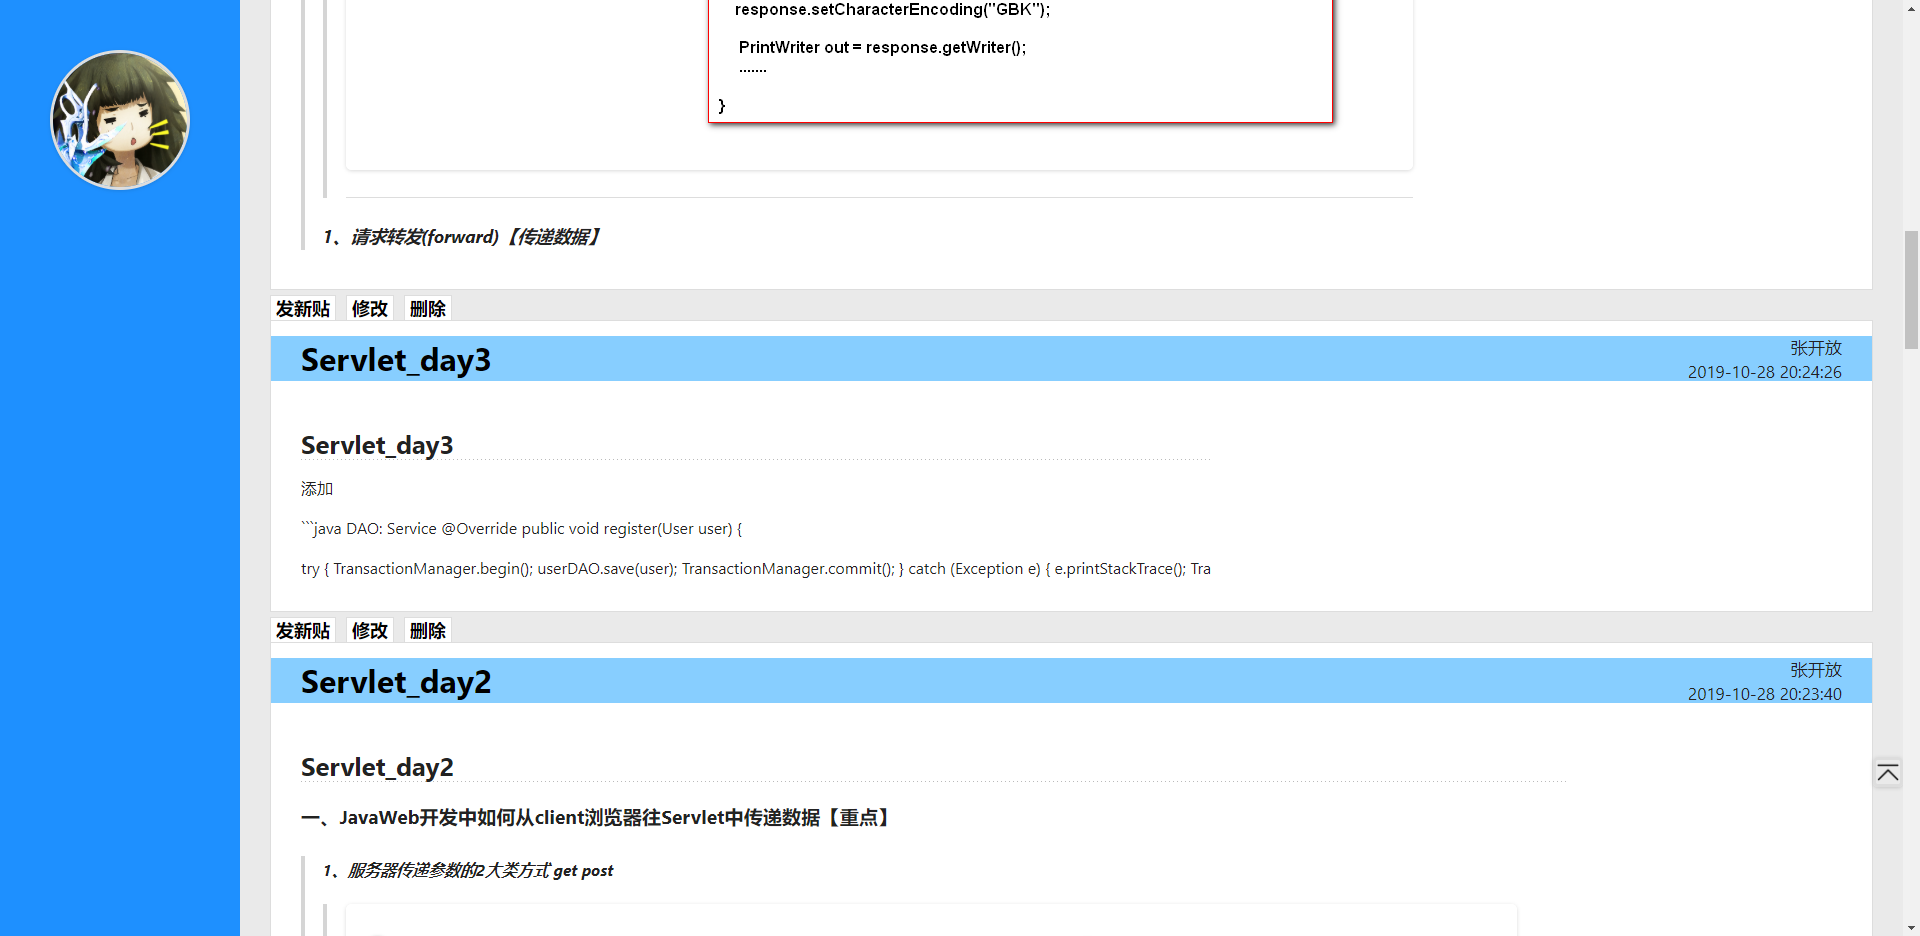 response.setCharacterEncoding("GBK");
PrintWriter out = response.getWriter();
.......
}
1、请求转发(forward)【传递数据】
发新贴 修改 删除
Servlet_day3
张开放
2019-10-28 20:24:26
Servlet_day3
添加
```java DAO: Service @Override public void register(User user) {
try { TransactionManager.begin(); userDAO.save(user); TransactionManager.commit(); } catch (Exception e) { e.printStackTrace(); Tra
发新贴 修改 删除
Servlet_day2
张开放
2019-10-28 20:23:40
Servlet_day2
一、JavaWeb开发中如何从client浏览器往Servlet中传递数据【重点】
1、服务器传递参数的2大类方式 get post